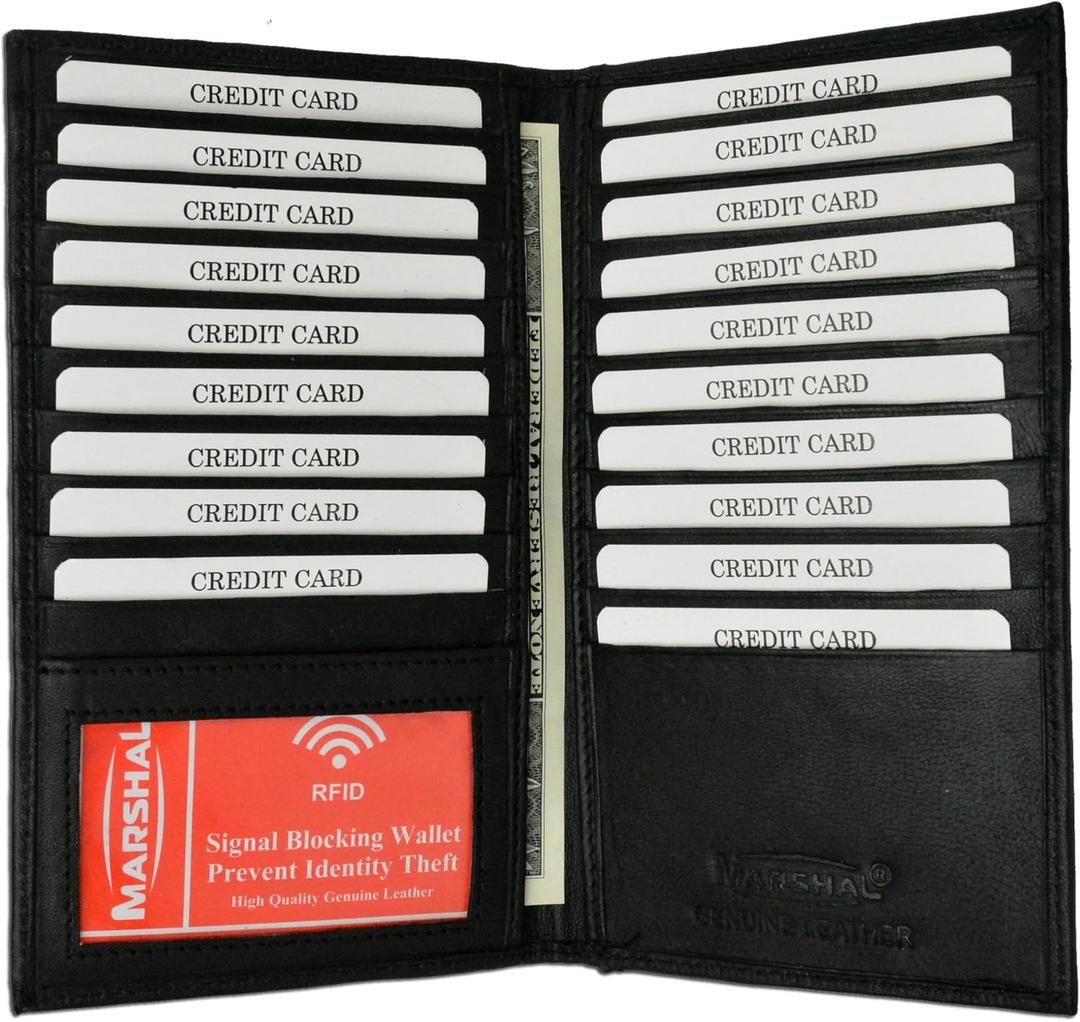 CREDIT CARD
CREDIT CARD
CREDIT CARD
CREDIT CARD
CREDIT CARD
CREDIT CARD
CREDIT CARD
CREDIT CARD
CREDIT CARD
MARSHAL
RFID
Signal Blocking Wallet
Prevent Identity Theft
High Quality Genuine Leather
FEDERAL RESERVE NOTE
CREDIT CARD
CREDIT CARD
CREDIT CARD
CREDIT CARD
CREDIT CARD
CREDIT CARD
CREDIT CARD
CREDIT CARD
CREDIT CARD
CREDIT CARD
MARSHAL®
GENUINE LEATHER